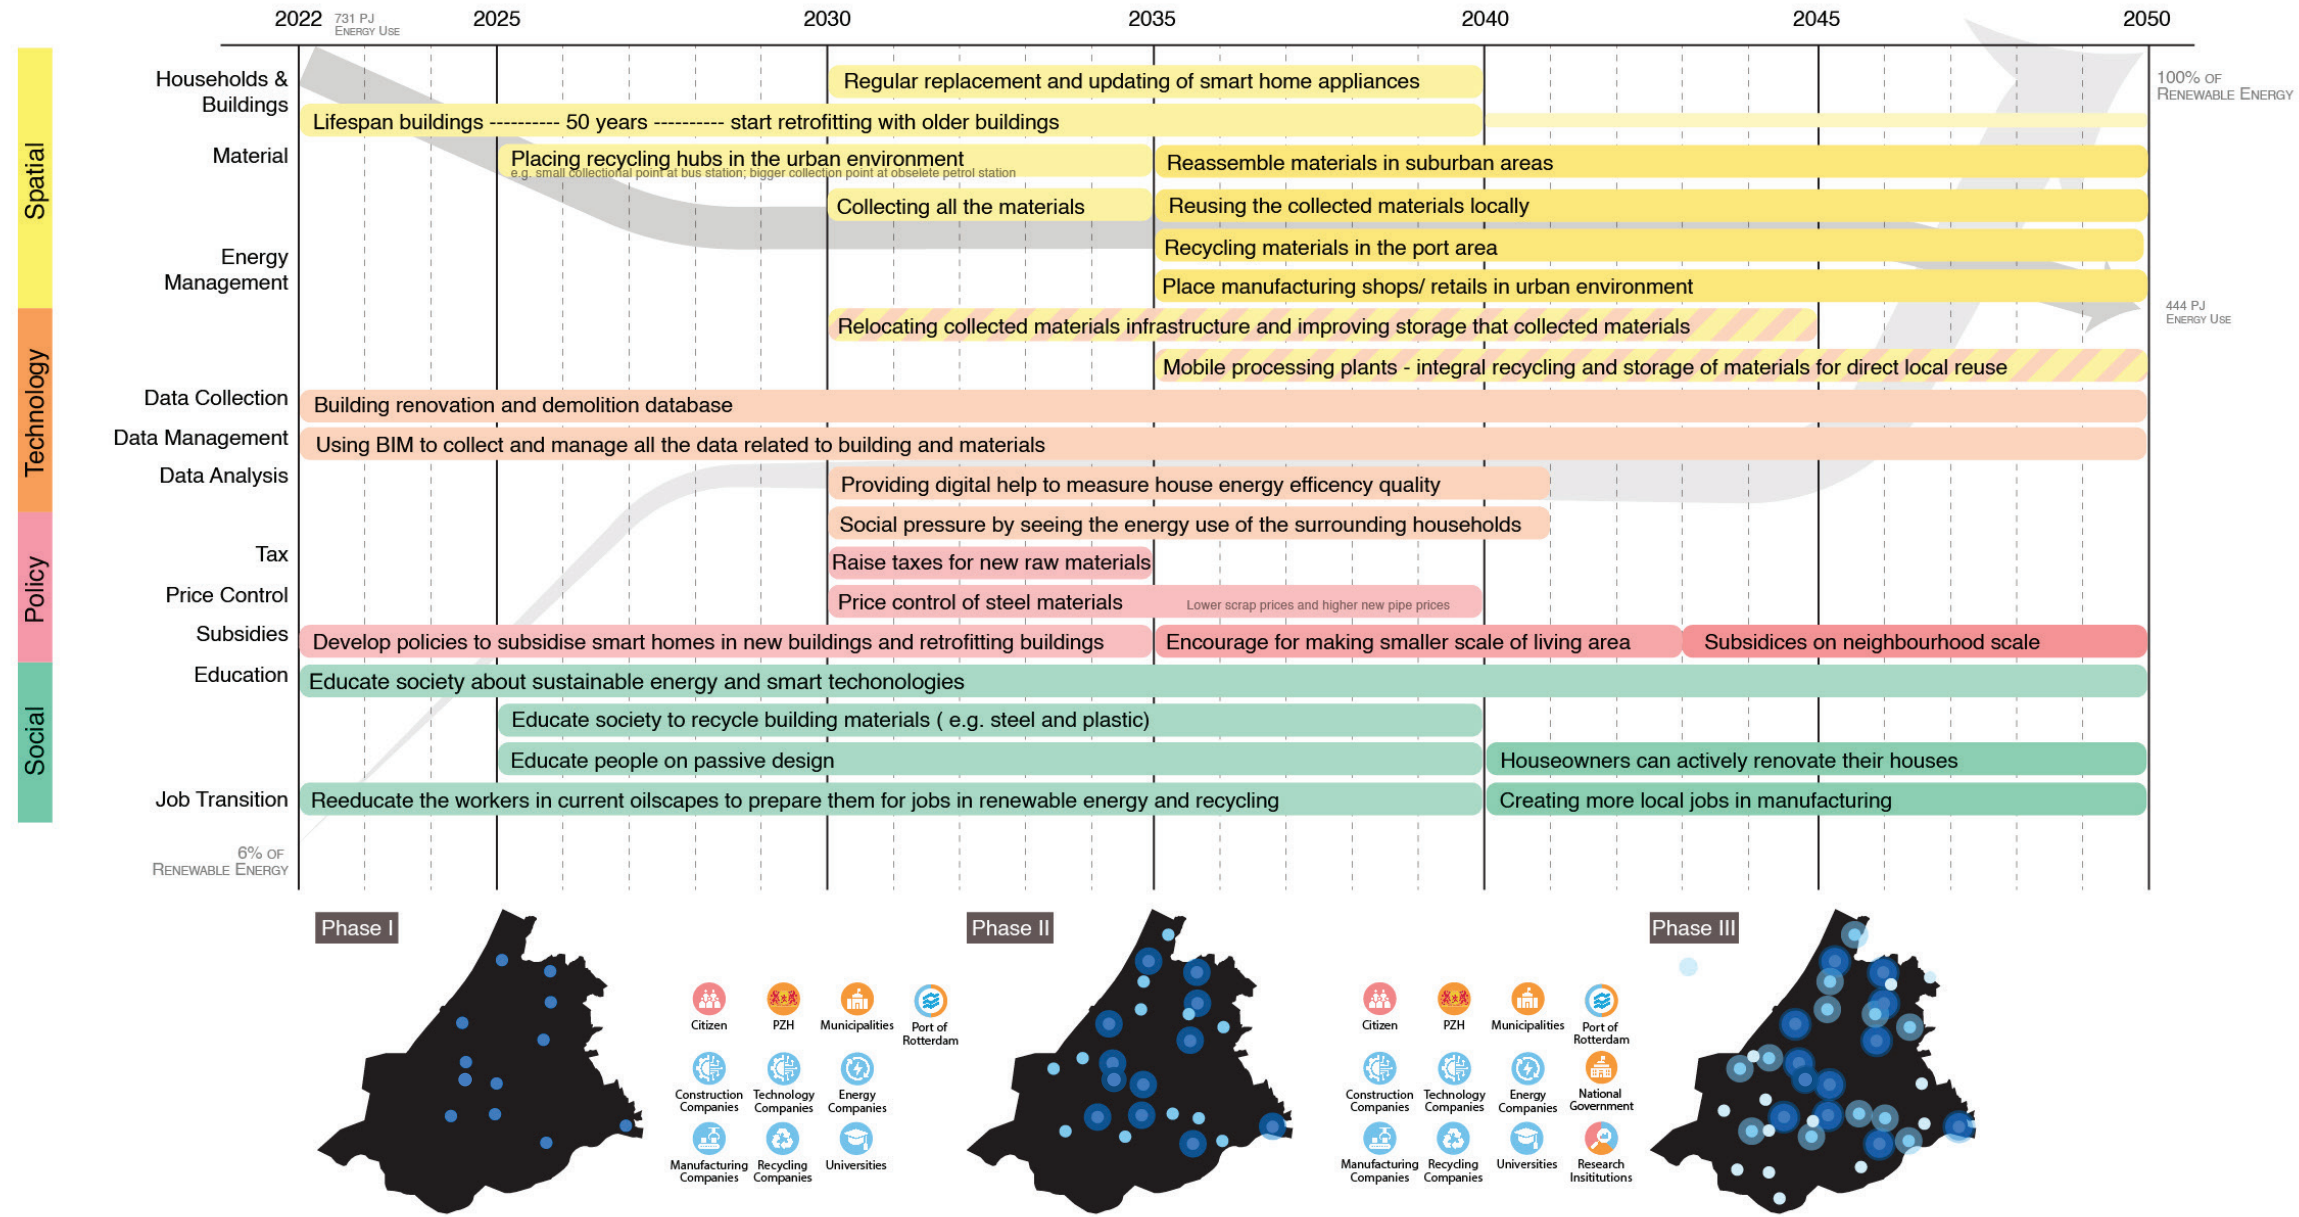 2022
731 PJ
ENERGY USE
2025
2030
2035
2040
2045
2050
Spatial
Technology
Policy
Social
Households &
Buildings
Regular replacement and updating of smart home appliances
100% OF
RENEWABLE ENERGY
Lifespan buildings ---------- 50 years ---------- start retrofitting with older buildings
Material
Placing recycling hubs in the urban environment
e.g. small collectional point at bus station; bigger collection point at obselete petrol station
Reassemble materials in suburban areas
Collecting all the materials
Reusing the collected materials locally
Energy
Management
Recycling materials in the port area
Place manufacturing shops/ retails in urban environment
444 PJ
ENERGY USE
Relocating collected materials infrastructure and improving storage that collected materials
Mobile processing plants - integral recycling and storage of materials for direct local reuse
Data Collection
Building renovation and demolition database
Data Management
Using BIM to collect and manage all the data related to building and materials
Data Analysis
Providing digital help to measure house energy efficency quality
Social pressure by seeing the energy use of the surrounding households
Tax
Raise taxes for new raw materials
Price Control
Price control of steel materials
Lower scrap prices and higher new pipe prices
Subsidies
Develop policies to subsidise smart homes in new buildings and retrofitting buildings
Encourage for making smaller scale of living area
Subsidices on neighbourhood scale
Education
Educate society about sustainable energy and smart techonologies
Educate society to recycle building materials ( e.g. steel and plastic)
Educate people on passive design
Houseowners can actively renovate their houses
Job Transition
Reeducate the workers in current oilscapes to prepare them for jobs in renewable energy and recycling
Creating more local jobs in manufacturing
6% OF
RENEWABLE ENERGY
Phase I
Citizen
PZH
Municipalities
Port of
Rotterdam
Construction
Companies
Technology
Companies
Energy
Companies
Manufacturing
Companies
Recycling
Companies
Universities
Phase II
Citizen
PZH
Municipalities
Port of
Rotterdam
Construction
Companies
Technology
Companies
Energy
Companies
National
Government
Manufacturing
Companies
Recycling
Companies
Universities
Research
Insititutions
Phase III